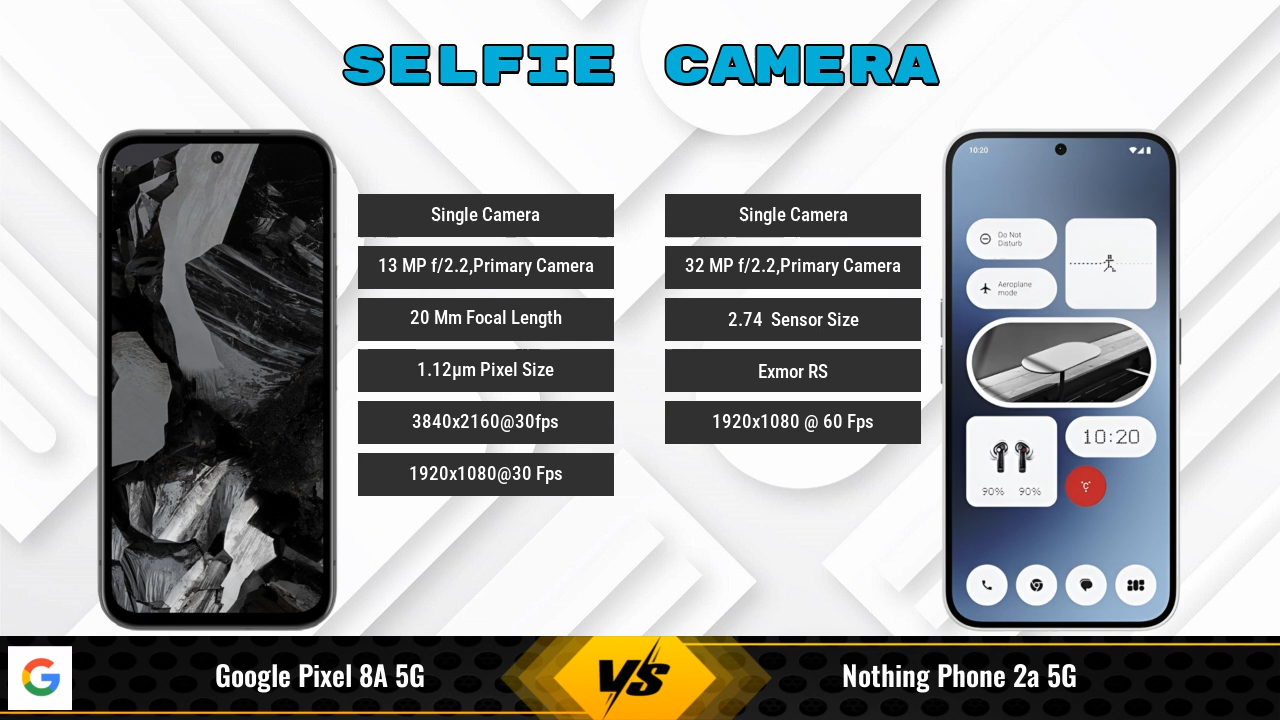 SELFIE CAMERA
Single Camera
13 MP f/2.2,Primary Camera
20 Mm Focal Length
1.12µm Pixel Size
3840x2160@30fps
1920x1080@30 Fps
Single Camera
32 MP f/2.2,Primary Camera
2.74  Sensor Size
Exmor RS
1920x1080 @ 60 Fps
10:20
Do Not
Disturb
Aeroplane
mode
90% 90%
10:20
°C
G
Google Pixel 8A 5G
VS
Nothing Phone 2a 5G